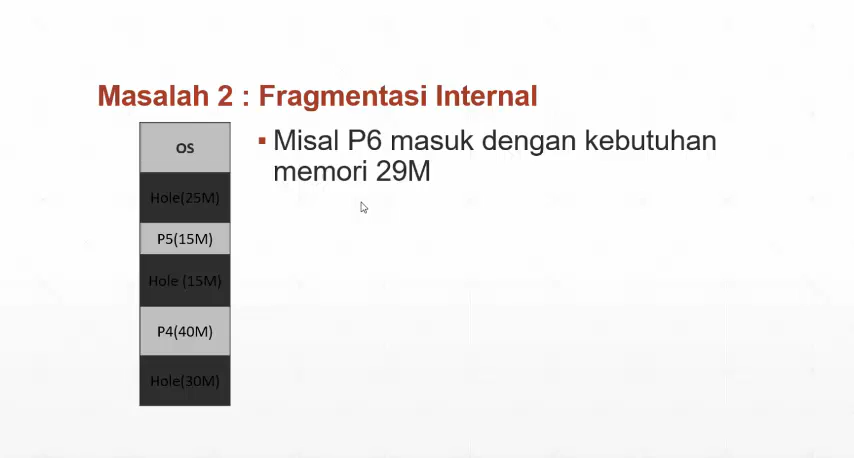 Masalah 2 : Fragmentasi Internal
OS
Hole(25M)
P5(15M)
Hole (15M)
P4(40M)
Hole(30M)
▪ Misal P6 masuk dengan kebutuhan
memori 29M